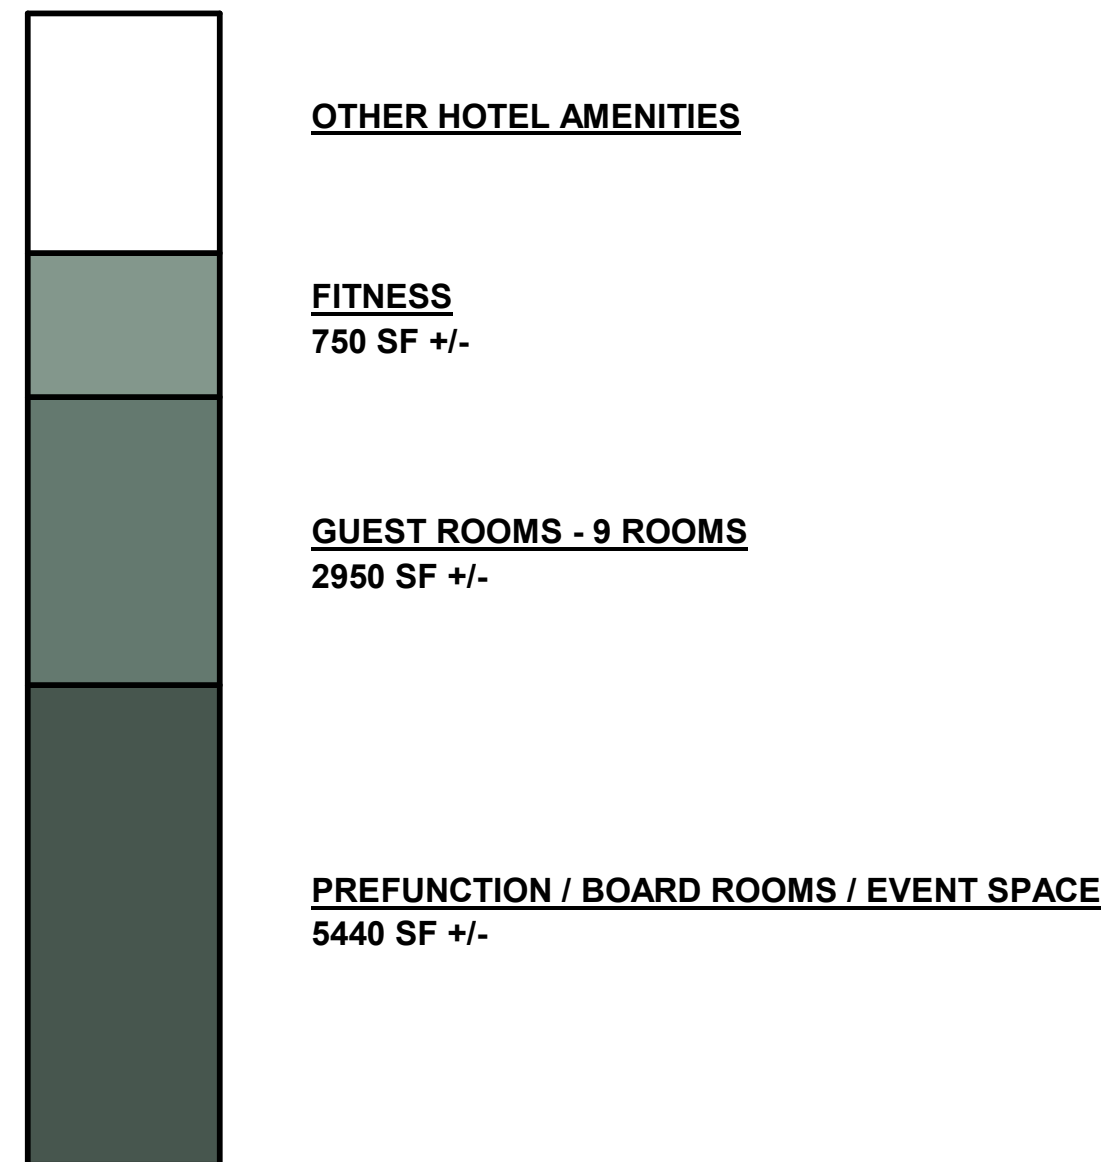 OTHER HOTEL AMENITIES
FITNESS
750 SF +/-
GUEST ROOMS - 9 ROOMS
2950 SF +/-
PREFUNCTION / BOARD ROOMS / EVENT SPACE
5440 SF +/-